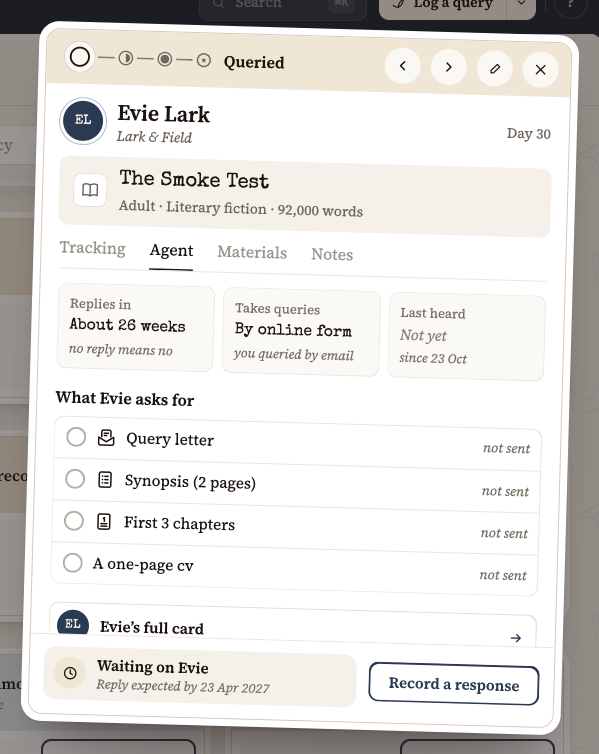 Search
⌘K
Log a query
?
Queried
EL
Evie Lark
Lark & Field
Day 30
The Smoke Test
Adult · Literary fiction · 92,000 words
Tracking
Agent
Materials
Notes
Replies in
About 26 weeks
no reply means no
Takes queries
By online form
you queried by email
Last heard
Not yet
since 23 Oct
What Evie asks for
Query letter
not sent
Synopsis (2 pages)
not sent
First 3 chapters
not sent
A one-page cv
not sent
EL
Evie’s full card
Waiting on Evie
Reply expected by 23 Apr 2027
Record a response